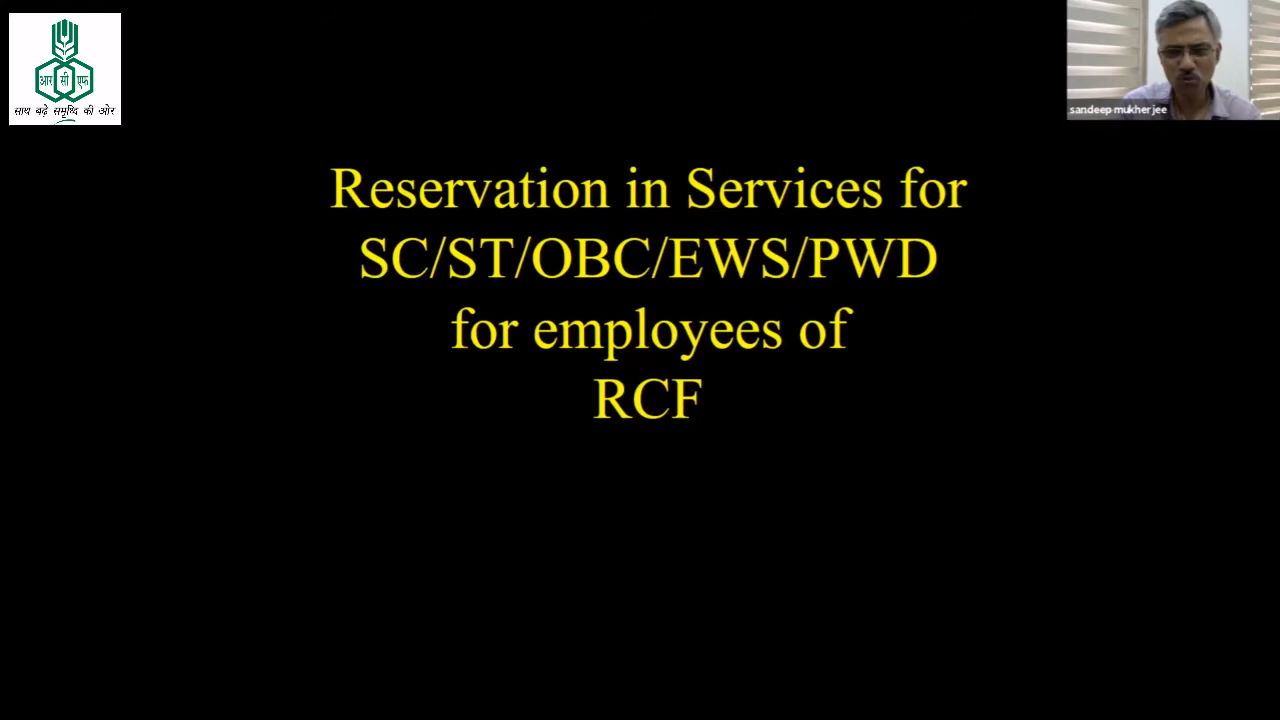 आर सी एफ
साथ बढ़े समृध्दि की ओर
sandeep mukherjee
Reservation in Services for
SC/ST/OBC/EWS/PWD
for employees of
RCF